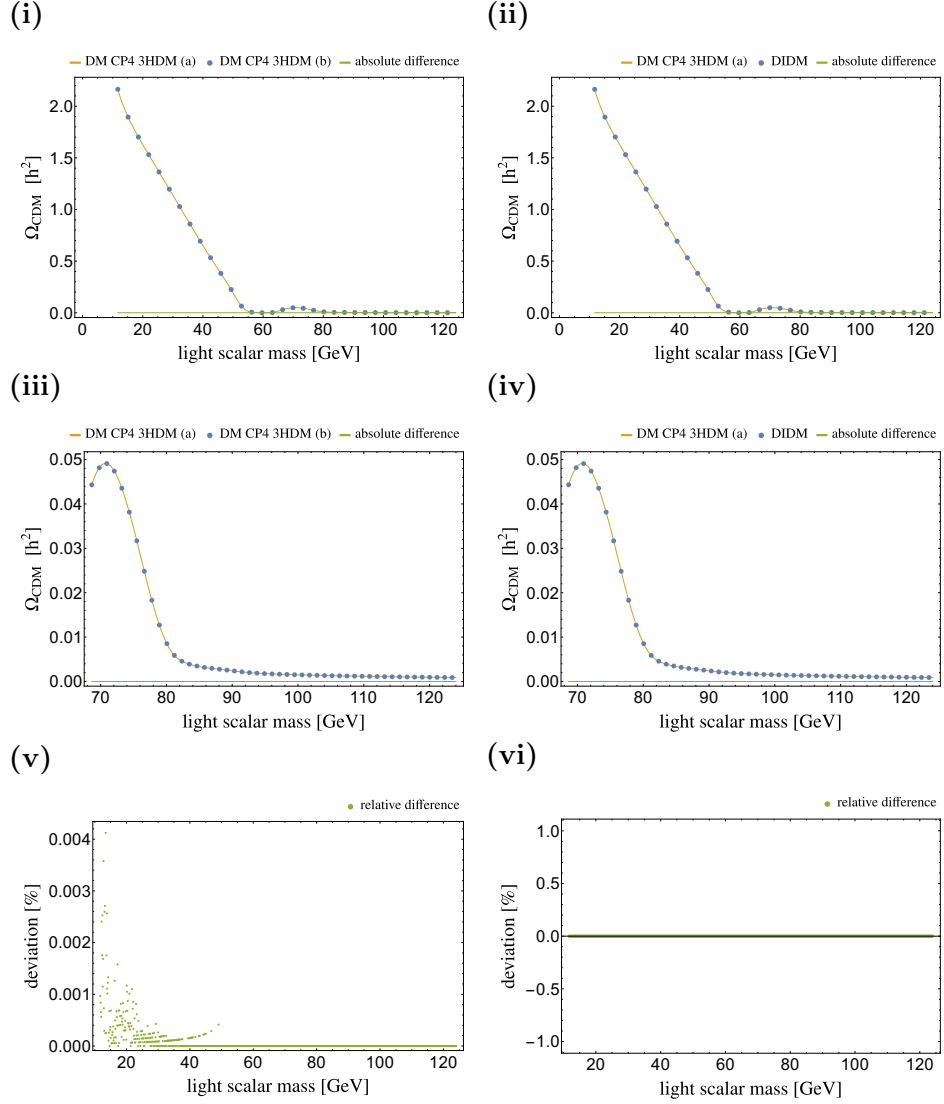 (i)
DM CP4 3HDM (a) DM CP4 3HDM (b) absolute difference
2.0
1.5
1.0
0.5
0.0
Ω_CDM [h²]
0 20 40 60 80 100 120
light scalar mass [GeV]
(ii)
DM CP4 3HDM (a) DIDM absolute difference
2.0
1.5
1.0
0.5
0.0
Ω_CDM [h²]
0 20 40 60 80 100 120
light scalar mass [GeV]
(iii)
DM CP4 3HDM (a) DM CP4 3HDM (b) absolute difference
0.05
0.04
0.03
0.02
0.01
0.00
Ω_CDM [h²]
70 80 90 100 110 120
light scalar mass [GeV]
(iv)
DM CP4 3HDM (a) DIDM absolute difference
0.05
0.04
0.03
0.02
0.01
0.00
Ω_CDM [h²]
70 80 90 100 110 120
light scalar mass [GeV]
(v)
relative difference
0.004
0.003
0.002
0.001
0.000
deviation [%]
20 40 60 80 100 120
light scalar mass [GeV]
(vi)
relative difference
1.0
0.5
0.0
−0.5
−1.0
deviation [%]
20 40 60 80 100 120
light scalar mass [GeV]